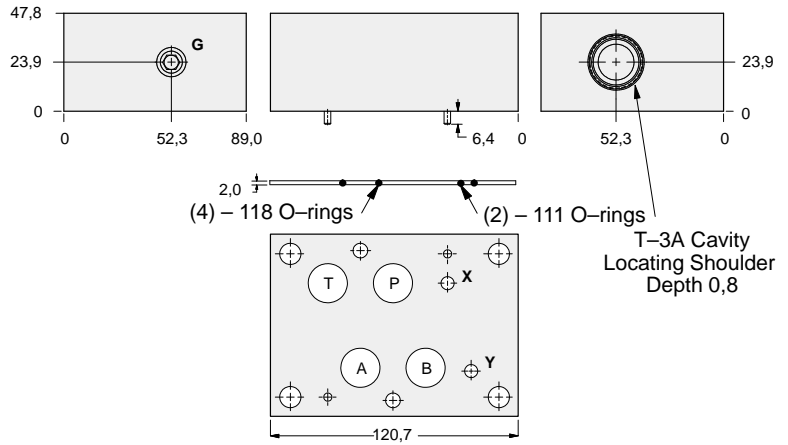 47,8
G
23,9
23,9
0
0
0
52,3
89,0
6,4
0
52,3
0
2,0
(4) – 118 O–rings
(2) – 111 O–rings
T–3A Cavity
Locating Shoulder
Depth 0,8
T
P
X
A
B
Y
120,7